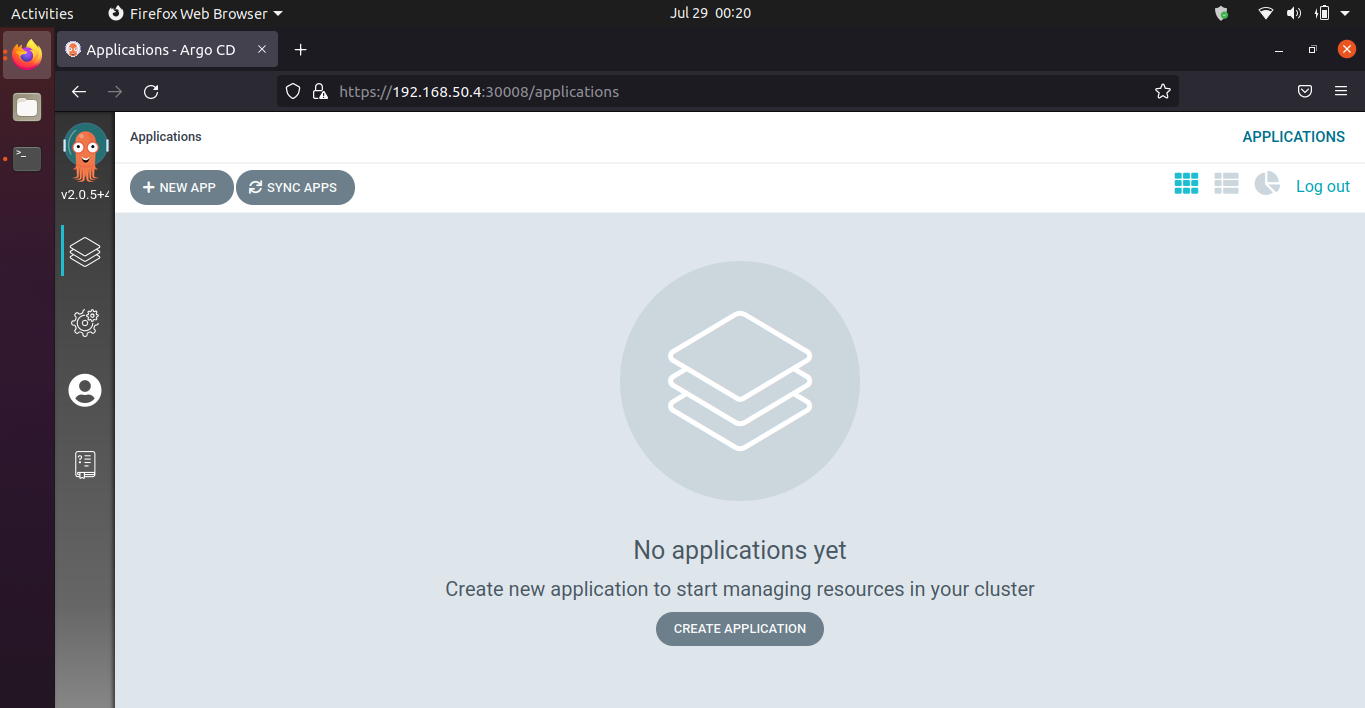 Activities Firefox Web Browser Jul 29 00:20
Applications - Argo CD
https://192.168.50.4:30008/applications
Applications APPLICATIONS
v2.0.5+4
NEW APP SYNC APPS Log out
No applications yet
Create new application to start managing resources in your cluster
CREATE APPLICATION